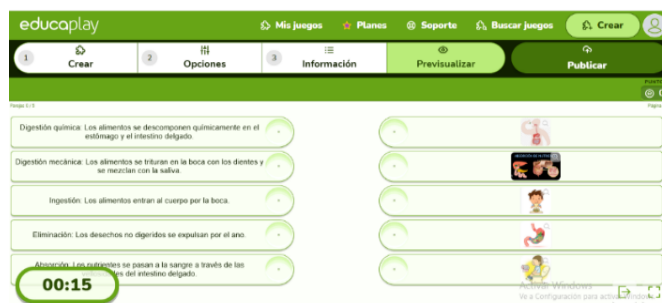 educaplay
Mis juegos Planes Soporte Buscar juegos Crear
1 Crear 2 Opciones 3 Información Previsualizar Publicar
Digestión química: Los alimentos se descomponen químicamente en el
estómago y el intestino delgado.
Digestión mecánica: Los alimentos se trituran en la boca con los dientes y
se mezclan con la saliva.
Ingestión: Los alimentos entran al cuerpo por la boca.
Eliminación: Los desechos no digeridos se expulsan por el ano.
Absorción: Los nutrientes se pasan a la sangre a través de las
del intestino delgado.
00:15
Activar Windows
Ve a Configuración para activar Windows.